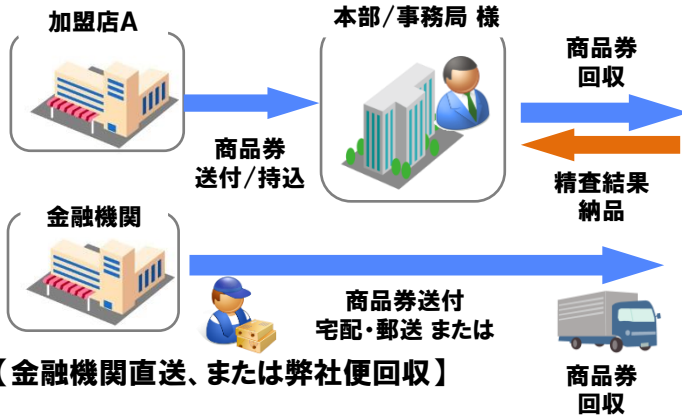 加盟店A
本部/事務局 様
商品券
回収
商品券
送付/持込
精査結果
納品
金融機関
商品券送付
宅配・郵送 または
【金融機関直送、または弊社便回収】
商品券
回収